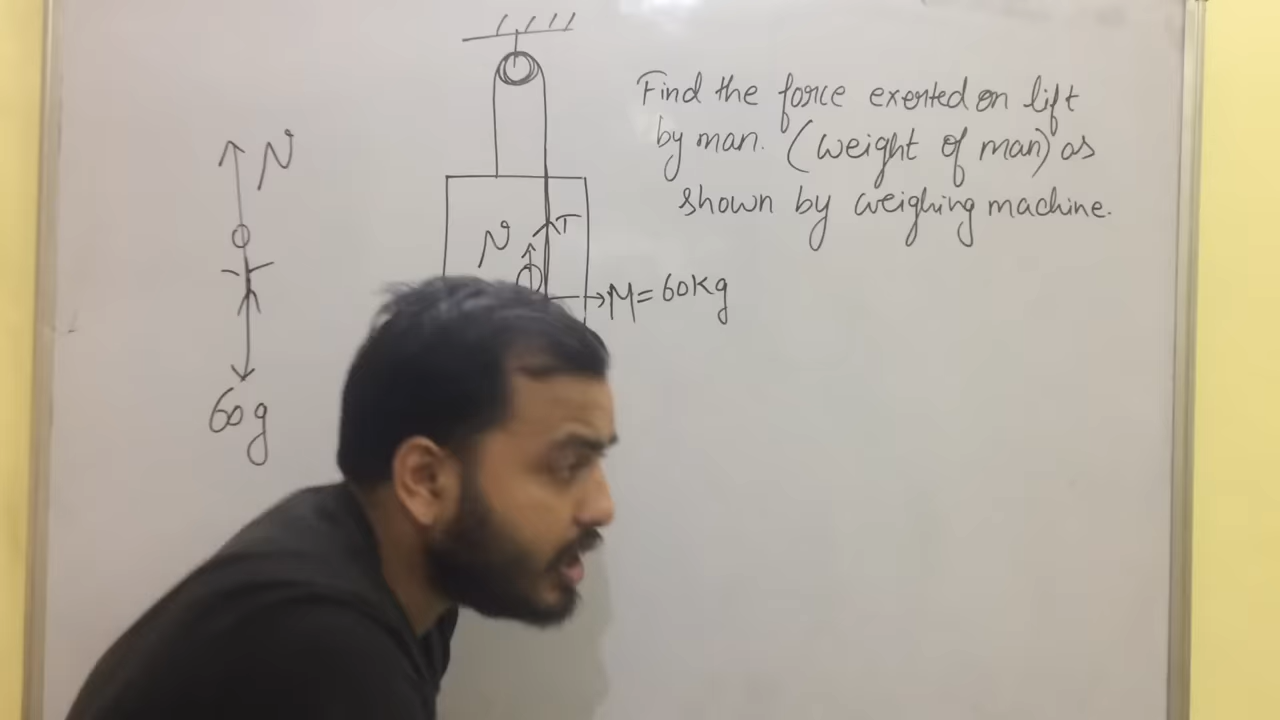 Find the force exerted on lift
by man. (weight of man) as
shown by weighing machine.
N
60g
N
T
M=60kg